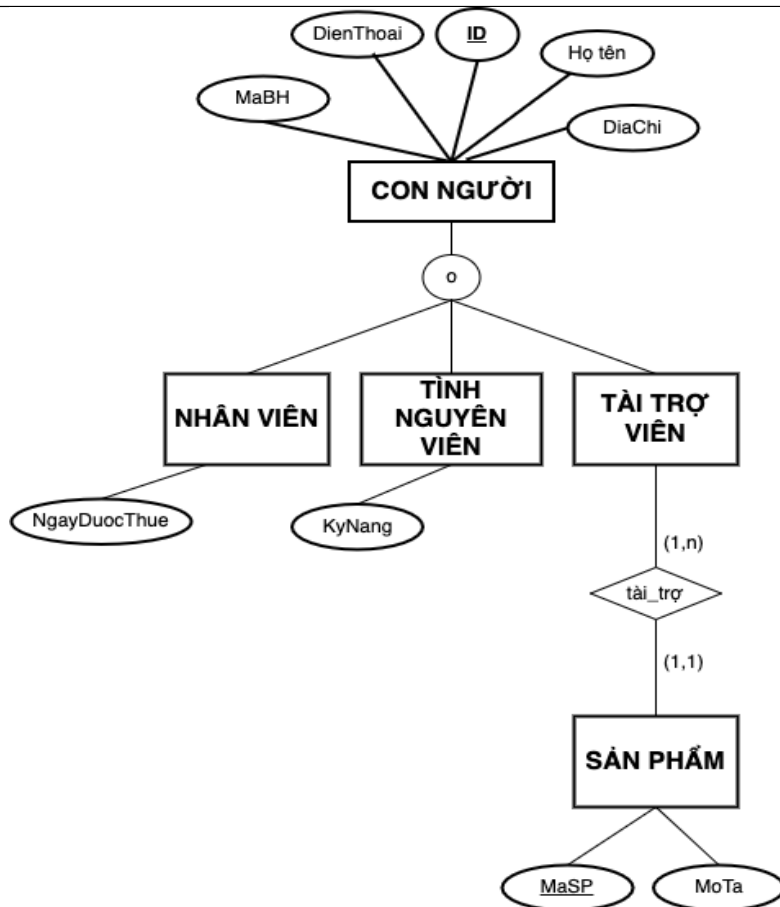 DienThoai
ID
Họ tên
MaBH
DiaChi
CON NGƯỜI
o
NHÂN VIÊN
TÌNH
NGUYÊN
VIÊN
TÀI TRỢ
VIÊN
NgayDuocThue
KyNang
(1,n)
tài_trợ
(1,1)
SẢN PHẨM
MaSP
MoTa